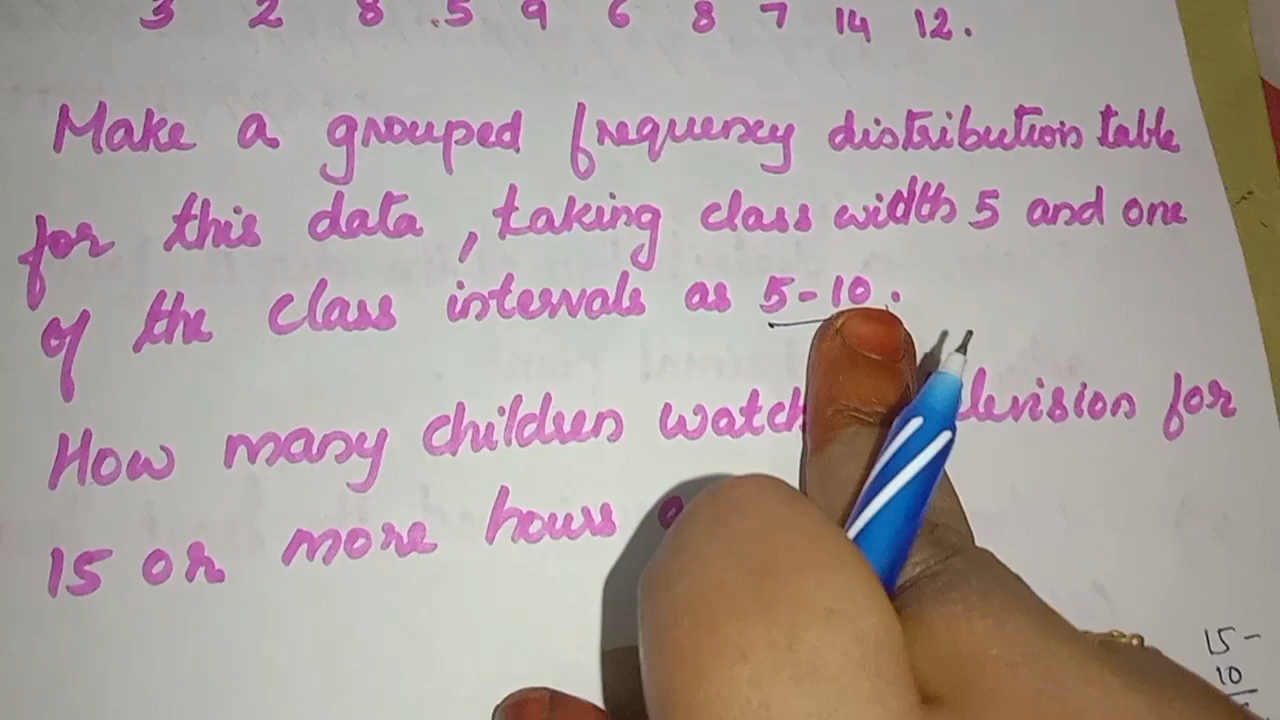 3 2 8 .5 9 6 8 7 14 12.
Make a grouped frequency distribution table
for this data, taking class width 5 and one
of the class intervals as 5-10.
How many children for
15 or more hours
15-
10